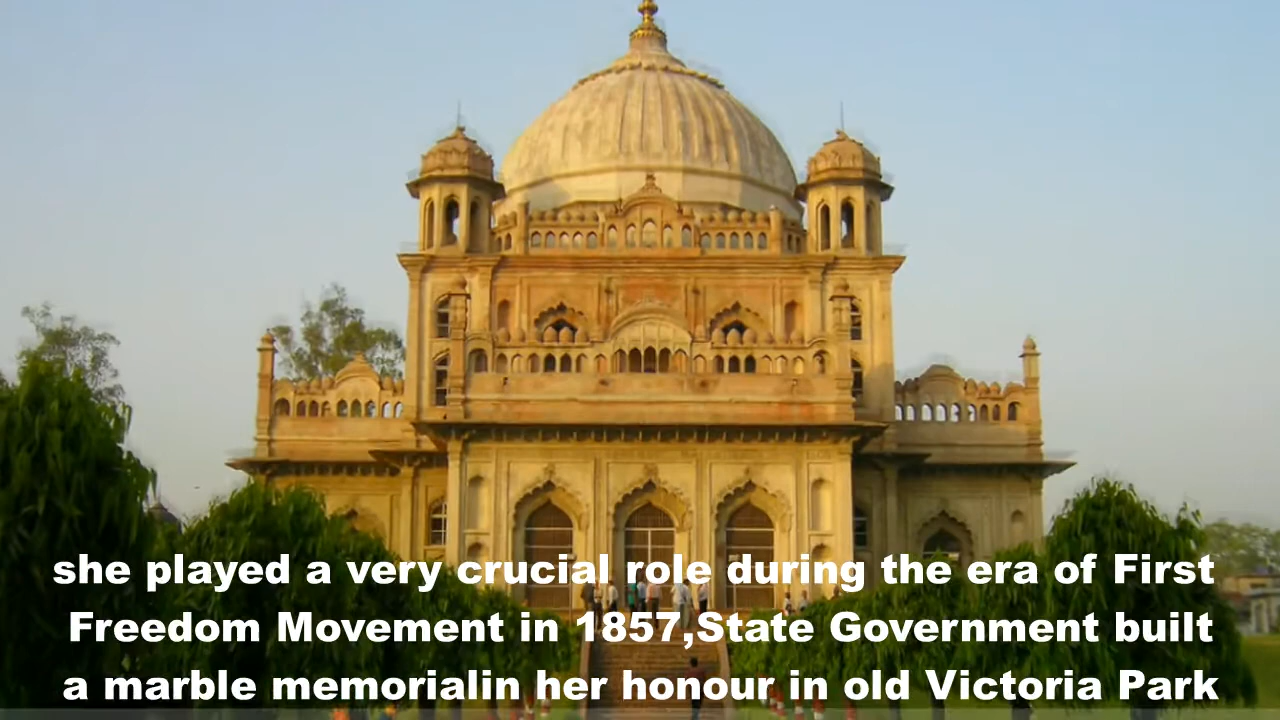 she played a very crucial role during the era of First
Freedom Movement in 1857,State Government built
a marble memorialin her honour in old Victoria Park